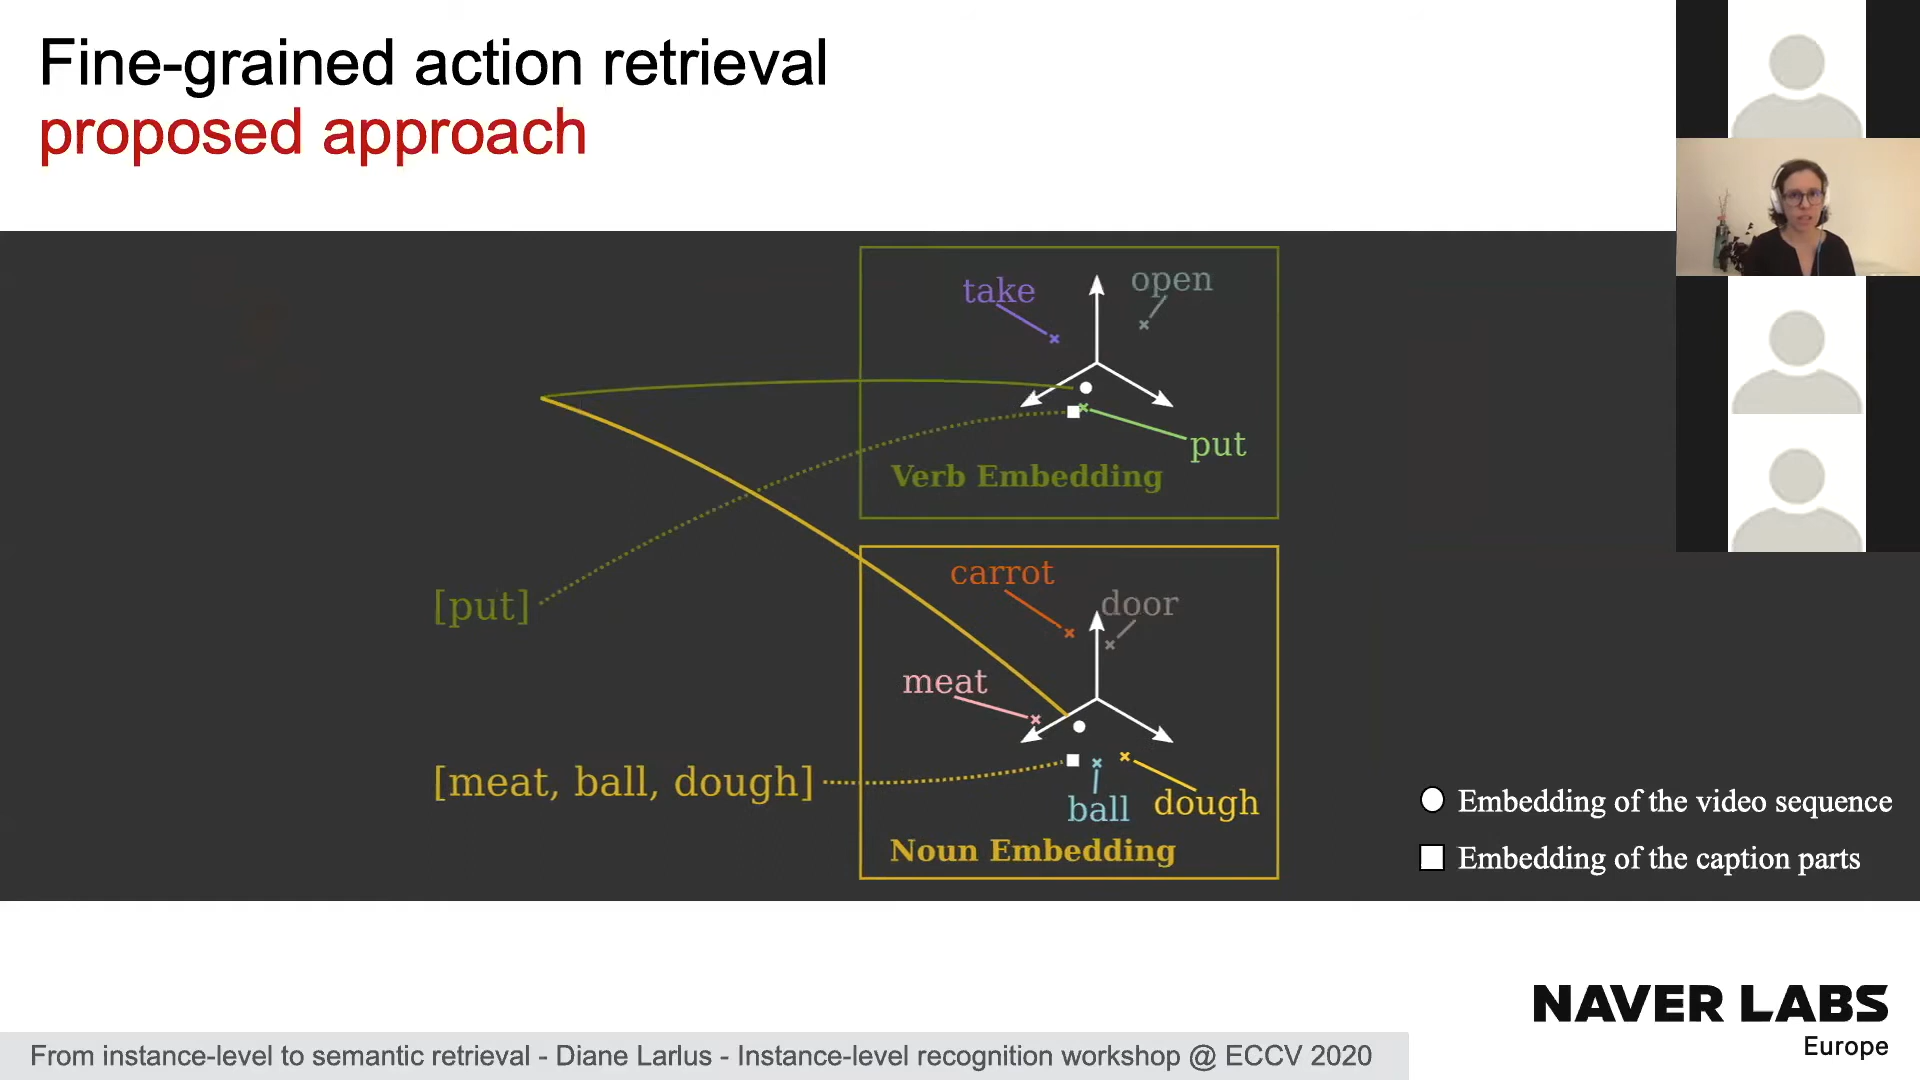 Fine-grained action retrieval
proposed approach
take
open
put
Verb Embedding
[put]
carrot
door
meat
[meat, ball, dough]
ball
dough
Noun Embedding
Embedding of the video sequence
Embedding of the caption parts
NAVER LABS
Europe
From instance-level to semantic retrieval - Diane Larlus - Instance-level recognition workshop @ ECCV 2020